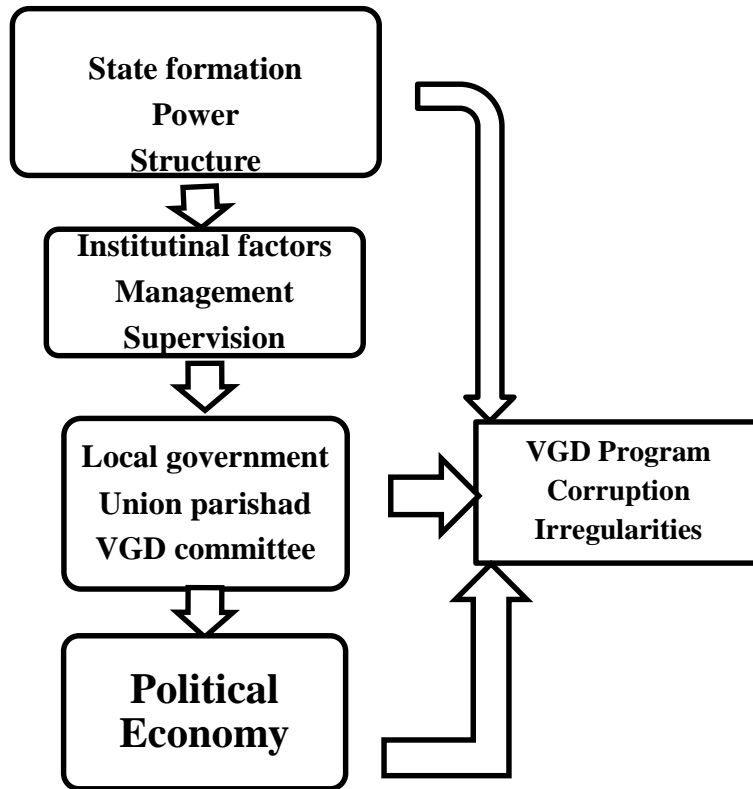 State formation
Power
Structure
Institutinal factors
Management
Supervision
Local government
Union parishad
VGD committee
Political
Economy
VGD Program
Corruption
Irregularities